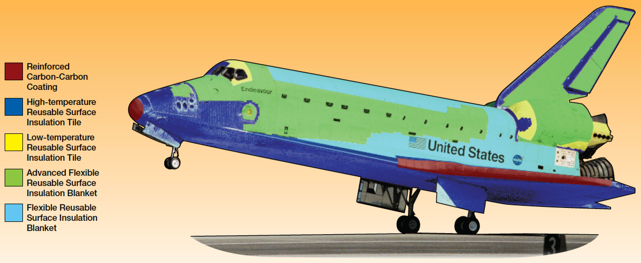 Reinforced
Carbon-Carbon
Coating
High-temperature
Reusable Surface
Insulation Tile
Low-temperature
Reusable Surface
Insulation Tile
Advanced Flexible
Reusable Surface
Insulation Blanket
Flexible Reusable
Surface Insulation
Blanket
Endeavour
United States
3